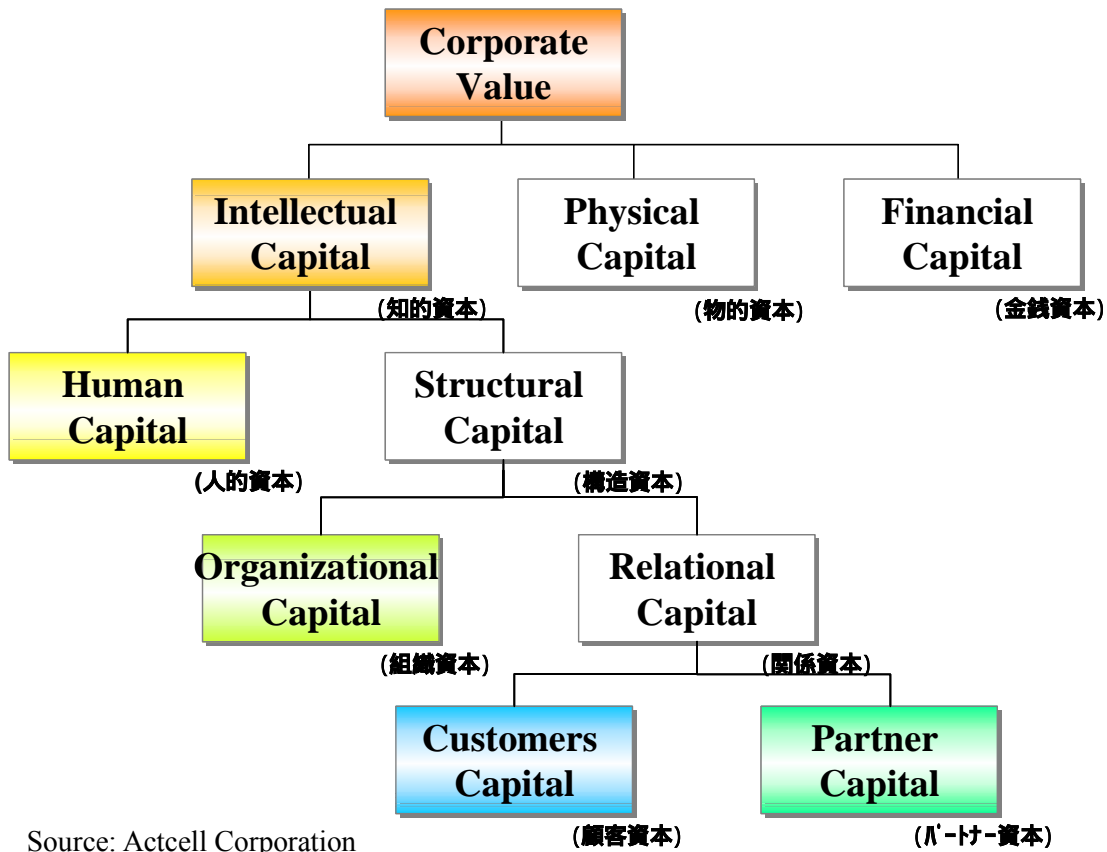 Corporate
Value
Intellectual
Capital
Physical
Capital
Financial
Capital
(知的資本)
(物的資本)
(金銭資本)
Human
Capital
Structural
Capital
(人的資本)
(構造資本)
Organizational
Capital
Relational
Capital
(組織資本)
(関係資本)
Customers
Capital
Partner
Capital
(顧客資本)
(パートナー資本)
Source: Actcell Corporation